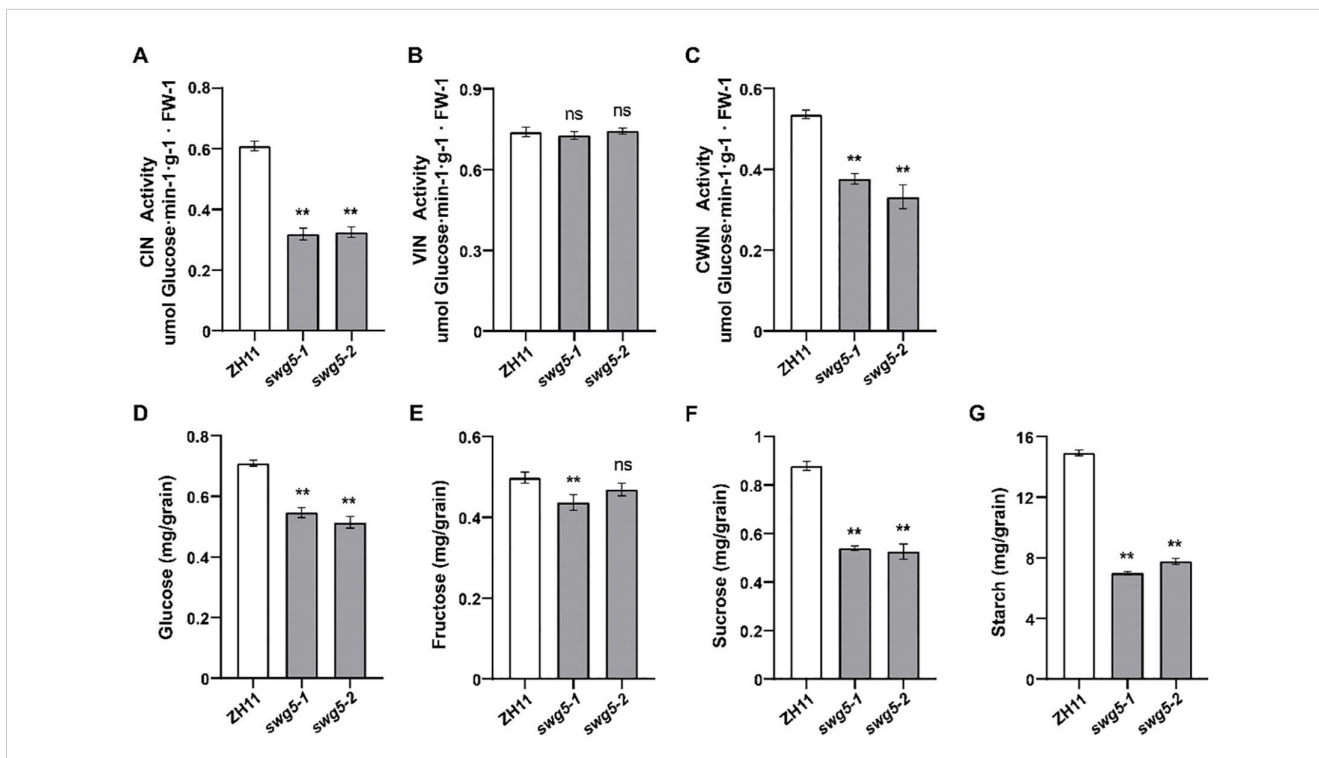 A
CIN Activity
umol Glucose·min-1·g-1 · FW-1
0.8
0.6
0.4
0.2
0
**
**
ZH11
swg5-1
swg5-2
B
VIN Activity
umol Glucose·min-1·g-1 · FW-1
0.9
0.6
0.3
0
ns
ns
ZH11
swg5-1
swg5-2
C
CWIN Activity
umol Glucose·min-1·g-1 · FW-1
0.6
0.4
0.2
0
**
**
ZH11
swg5-1
swg5-2
D
Glucose (mg/grain)
0.8
0.6
0.4
0.2
0
**
**
ZH11
swg5-1
swg5-2
E
Fructose (mg/grain)
0.6
0.4
0.2
0
**
ns
ZH11
swg5-1
swg5-2
F
Sucrose (mg/grain)
1
0.8
0.6
0.4
0.2
0
**
**
ZH11
swg5-1
swg5-2
G
Starch (mg/grain)
16
12
8
4
0
**
**
ZH11
swg5-1
swg5-2